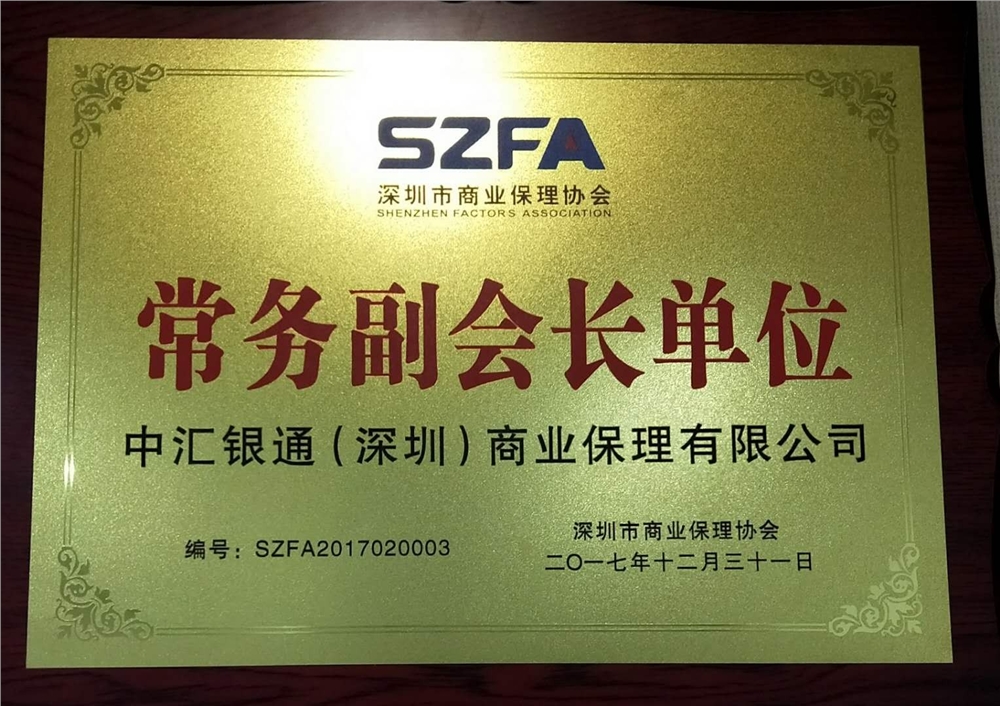 SZFA
深圳市商业保理协会
SHENZHEN FACTORS ASSOCIATION
常务副会长单位
中汇银通(深圳)商业保理有限公司
编号:SZFA2017020003
深圳市商业保理协会
二〇一七年十二月三十一日